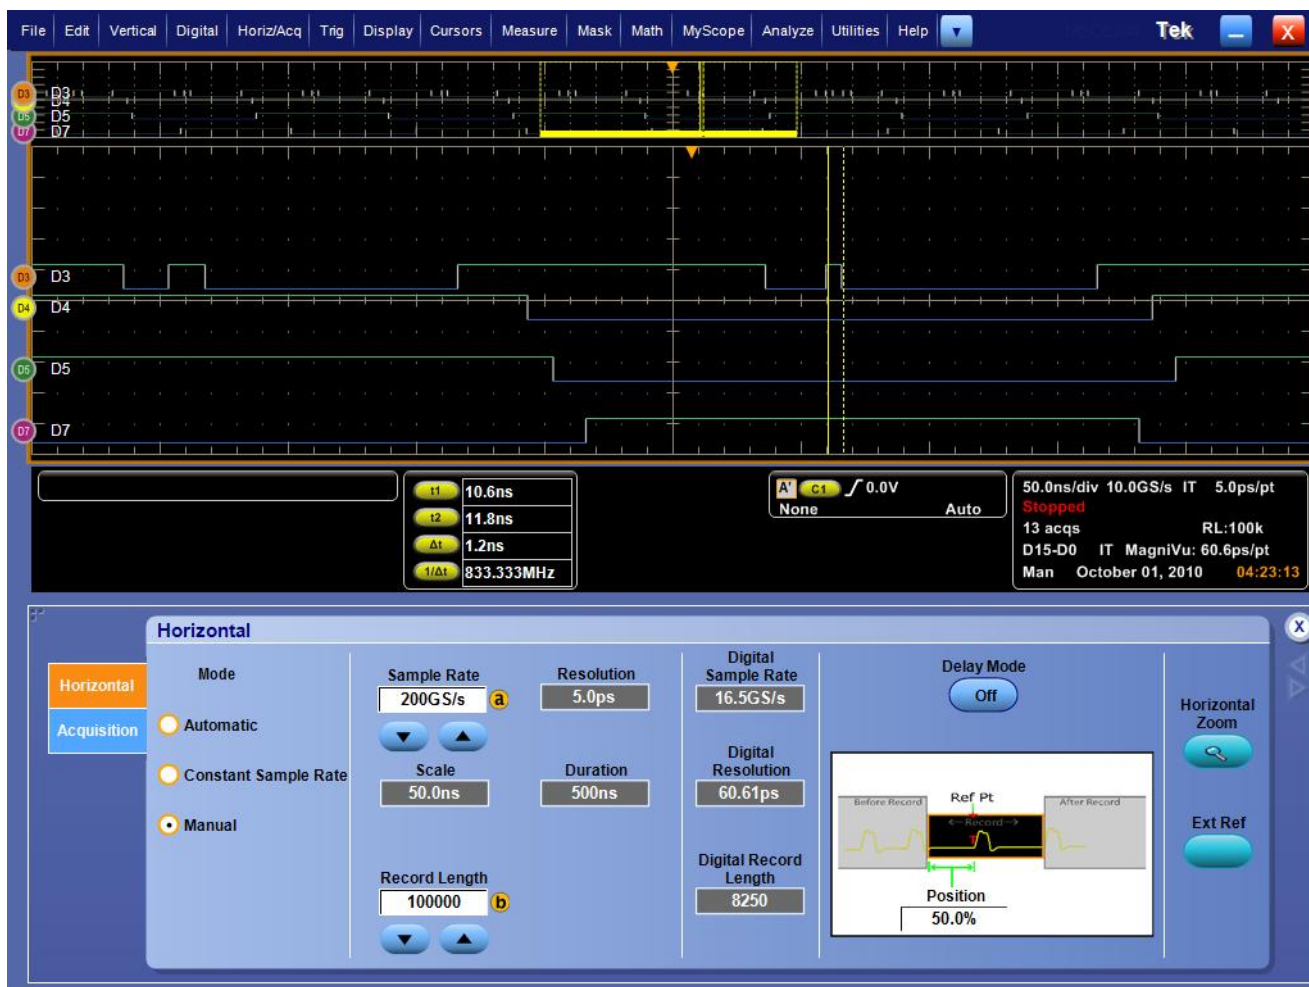 File Edit Vertical Digital Horiz/Acq Trig Display Cursors Measure Mask Math MyScope Analyze Utilities Help Tek X
D3 D3
D4
D5 D5
D7 D7
D3 D3
D4 D4
D5 D5
D7 D7
t1 10.6ns
t2 11.8ns
Δt 1.2ns
1/Δt 833.333MHz
A' C1 0.0V
None Auto
50.0ns/div 10.0GS/s IT 5.0ps/pt
Stopped
13 acqs RL:100k
D15-D0 IT MagniVu: 60.6ps/pt
Man October 01, 2010 04:23:13
Horizontal X
Horizontal
Acquisition
Mode
Automatic
Constant Sample Rate
Manual
Sample Rate
200GS/s a
Scale
50.0ns
Record Length
100000 b
Resolution
5.0ps
Duration
500ns
Digital
Sample Rate
16.5GS/s
Digital
Resolution
60.61ps
Digital Record
Length
8250
Delay Mode
Off
Before Record Ref Pt After Record
Record
T
Position
50.0%
Horizontal
Zoom
Ext Ref